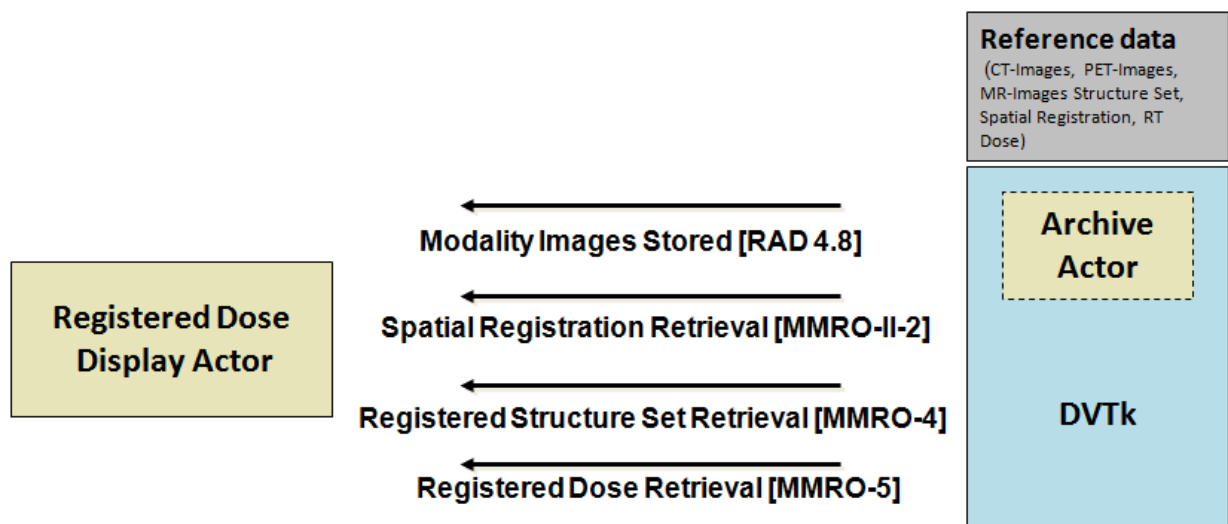 Reference data
(CT-Images, PET-Images,
MR-Images Structure Set,
Spatial Registration, RT
Dose)
Modality Images Stored [RAD 4.8]
Archive
Actor
Registered Dose
Display Actor
Spatial Registration Retrieval [MMRO-II-2]
Registered Structure Set Retrieval [MMRO-4]
DVTk
Registered Dose Retrieval [MMRO-5]